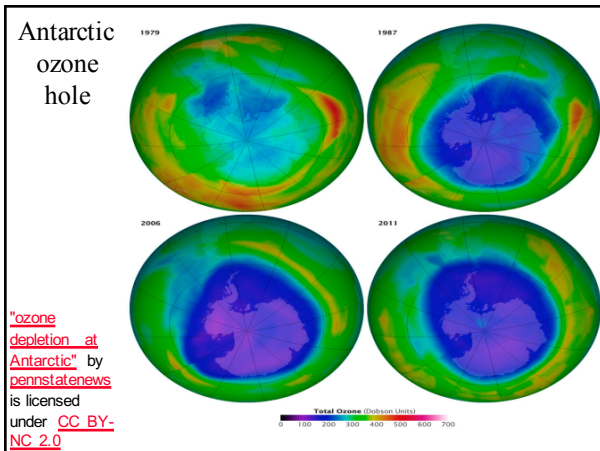 Antarctic
ozone
hole
1979
1987
2006
2011
"ozone
depletion at
Antarctic" by
pennstatenews
is licensed
under CC BY-
NC 2.0
Total Ozone (Dobson Units)
0 100 200 300 400 500 600 700